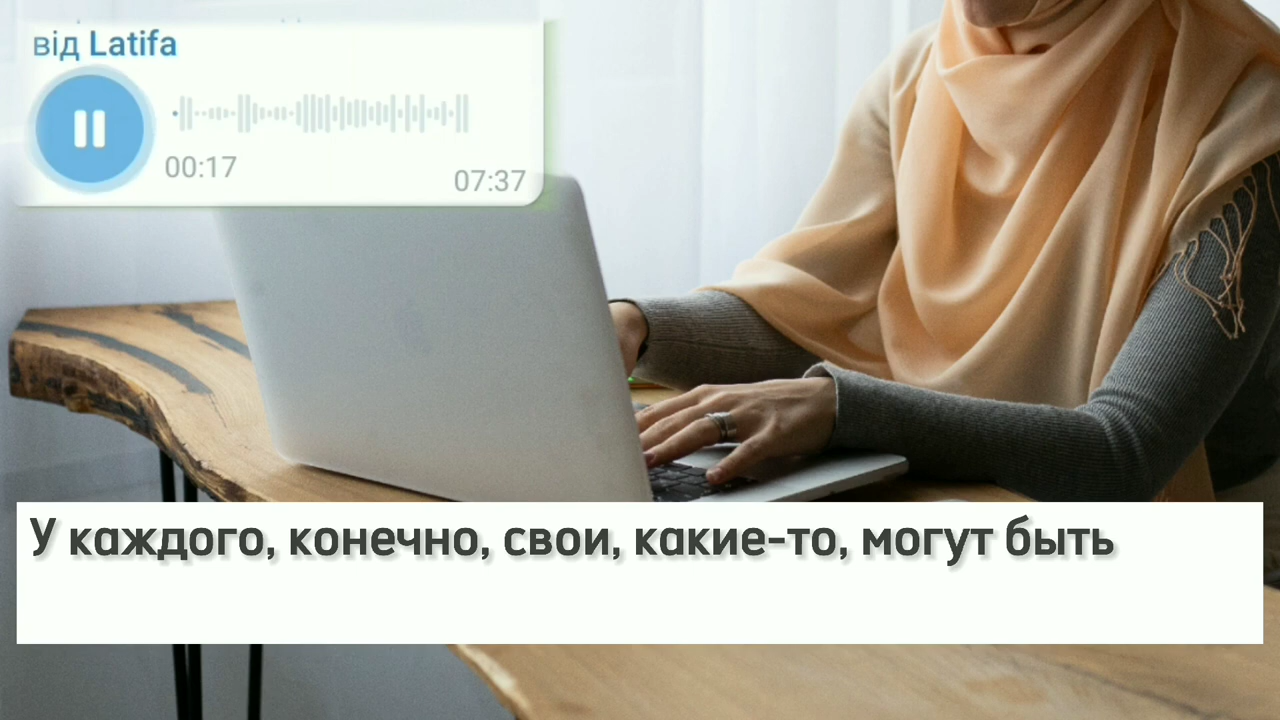 від Latifa
00:17
07:37
У каждого, конечно, свои, какие-то, могут быть